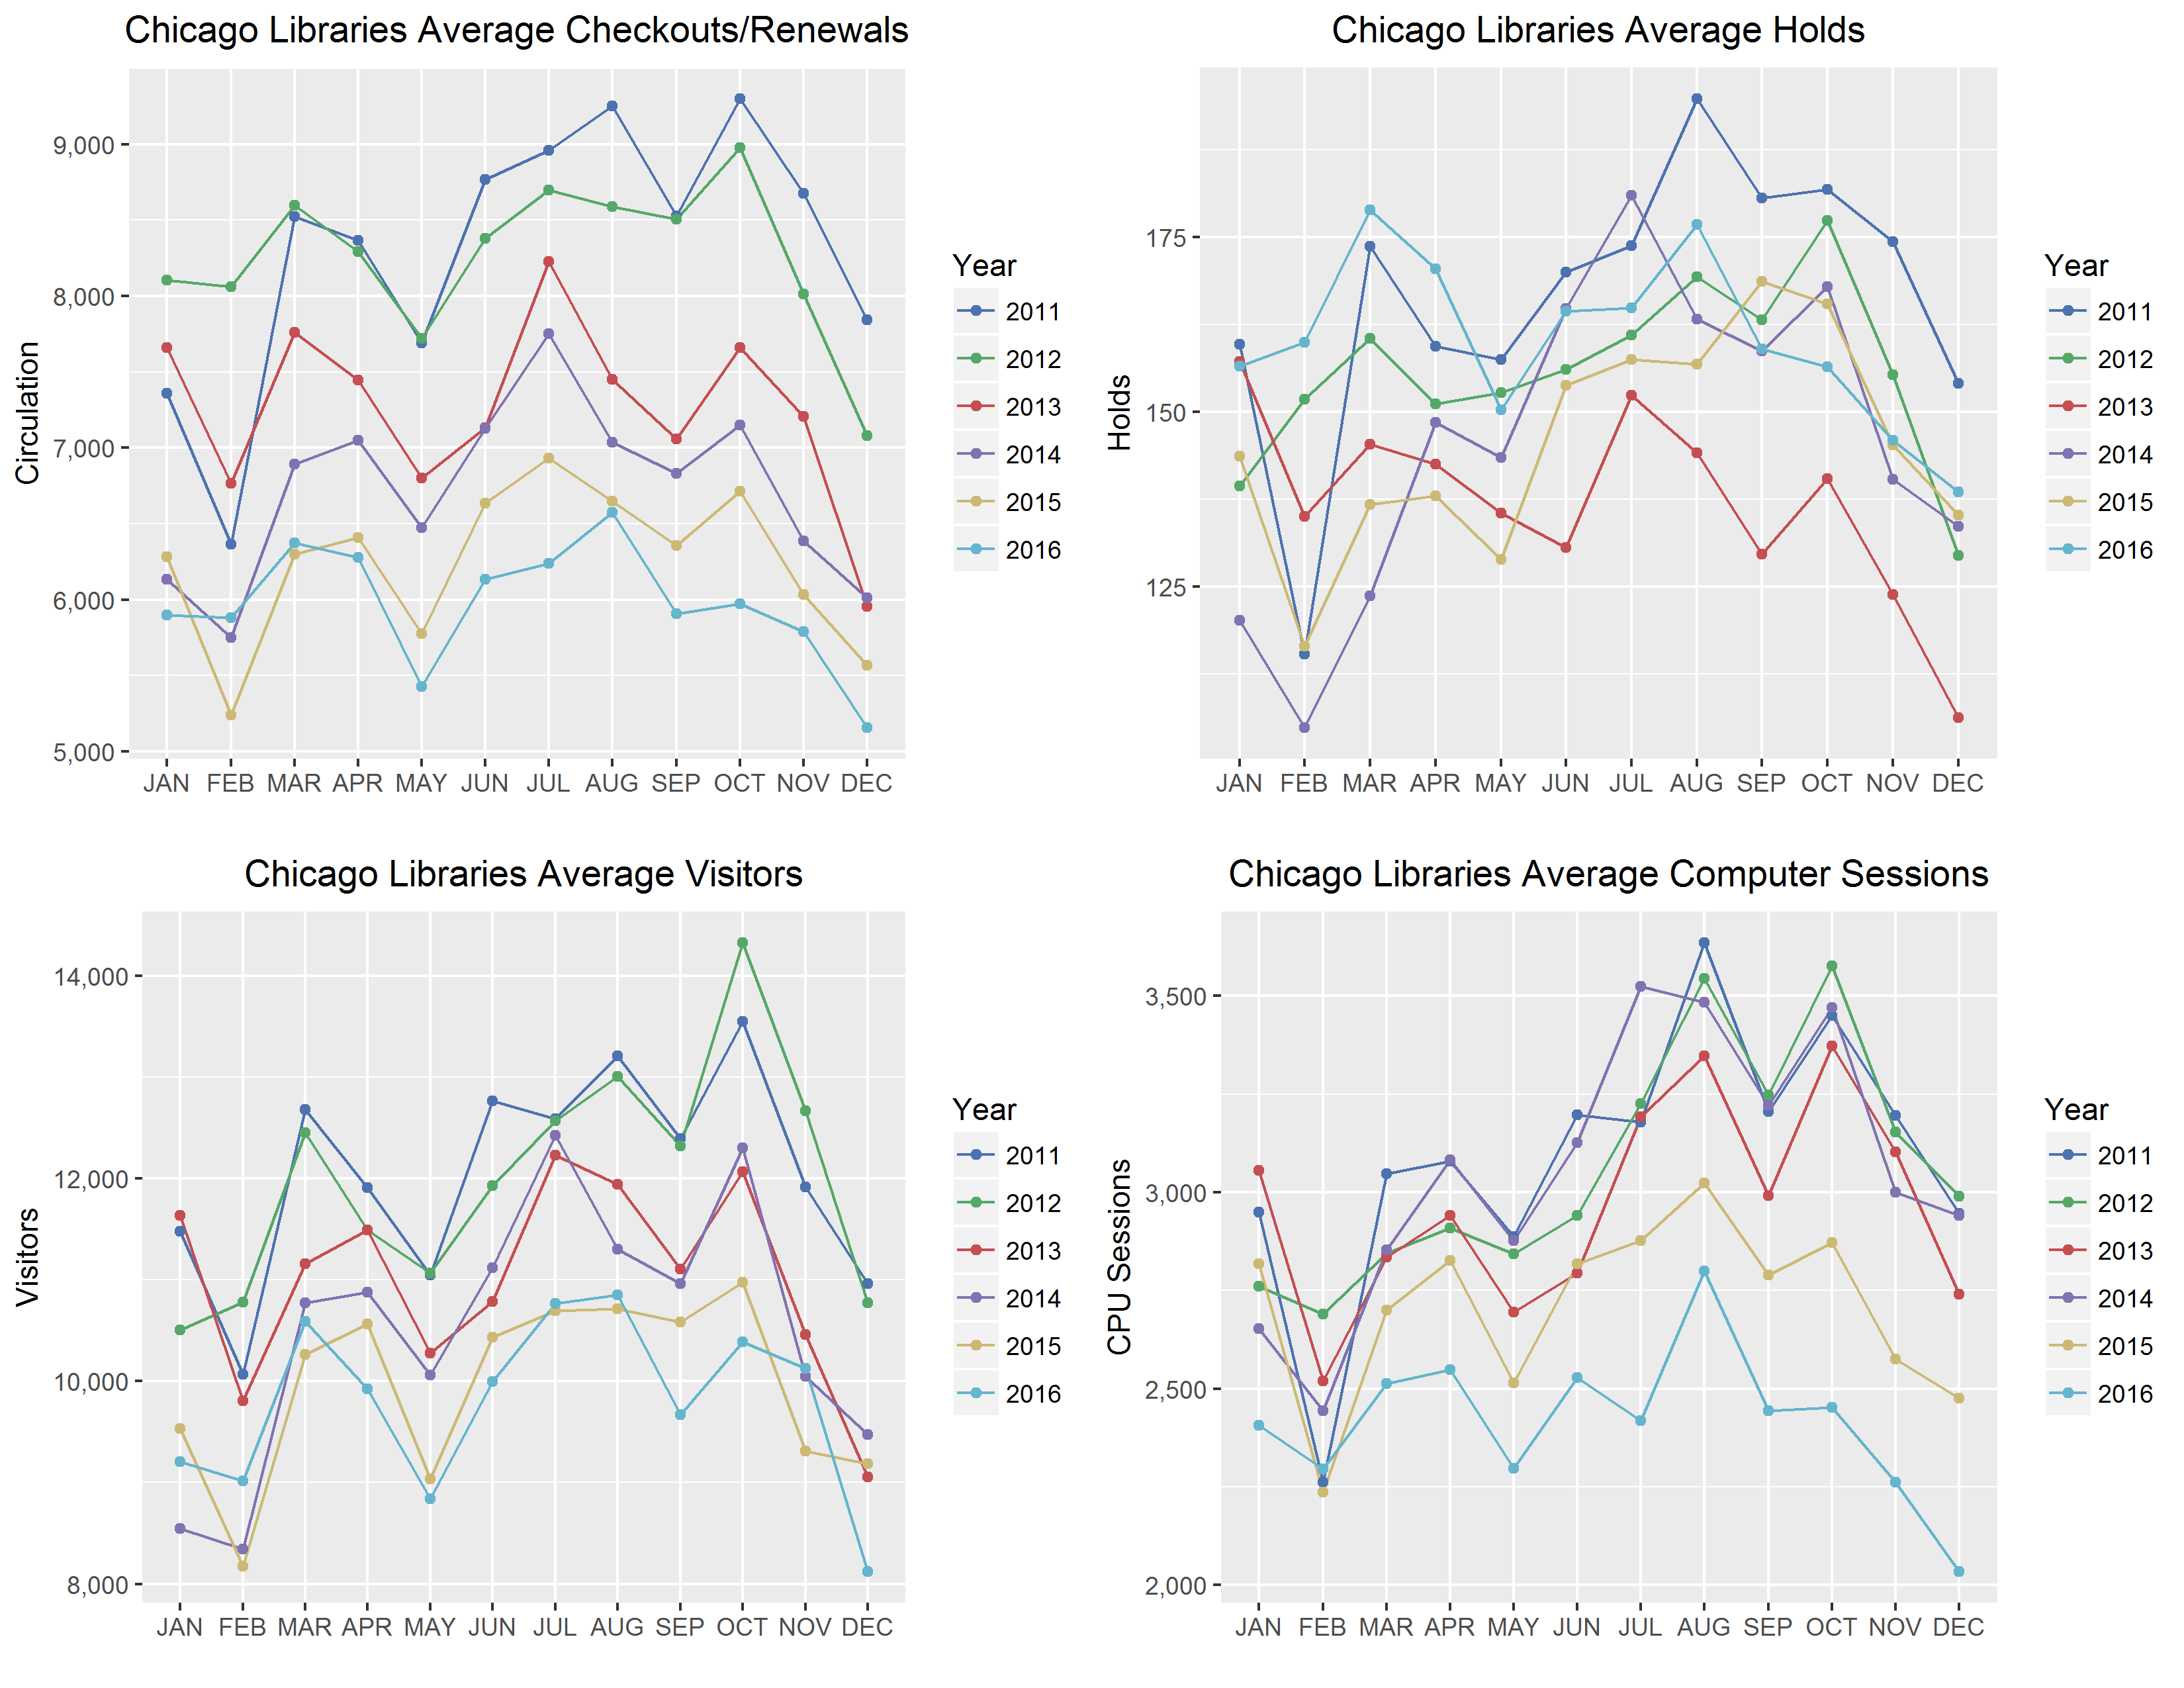 Chicago Libraries Average Checkouts/Renewals
Circulation
9,000
8,000
7,000
6,000
5,000
JAN FEB MAR APR MAY JUN JUL AUG SEP OCT NOV DEC
Year
2011
2012
2013
2014
2015
2016
Chicago Libraries Average Holds
Holds
175
150
125
JAN FEB MAR APR MAY JUN JUL AUG SEP OCT NOV DEC
Year
2011
2012
2013
2014
2015
2016
Chicago Libraries Average Visitors
Visitors
14,000
12,000
10,000
8,000
JAN FEB MAR APR MAY JUN JUL AUG SEP OCT NOV DEC
Year
2011
2012
2013
2014
2015
2016
Chicago Libraries Average Computer Sessions
CPU Sessions
3,500
3,000
2,500
2,000
JAN FEB MAR APR MAY JUN JUL AUG SEP OCT NOV DEC
Year
2011
2012
2013
2014
2015
2016